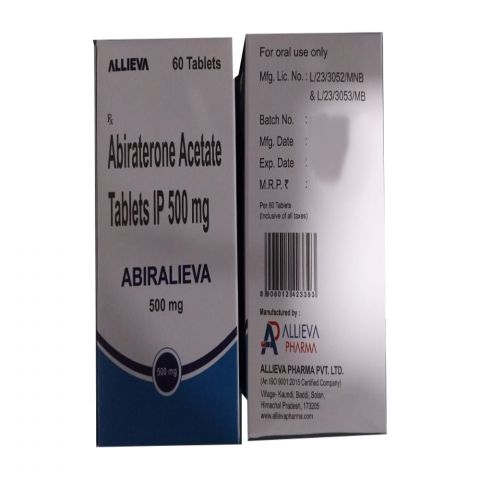 ALLIEVA 60 Tablets
Rx
Abiraterone Acetate
Tablets IP 500 mg
ABIRALIEVA
500 mg
500 mg
For oral use only
Mfg. Lic. No. : L/23/3052/MNB
& L/23/3053/MB
Batch No. :
Mfg. Date :
Exp. Date :
M.R.P. ₹ :
Per 60 Tablets
(Inclusive of all taxes)
Manufactured by :
ALLIEVA
PHARMA
ALLIEVA PHARMA PVT. LTD.
(An ISO 9001:2015 Certified Company)
Village- Kaundi, Baddi, Solan,
Himachal Pradesh, 173205
www.allievapharma.com